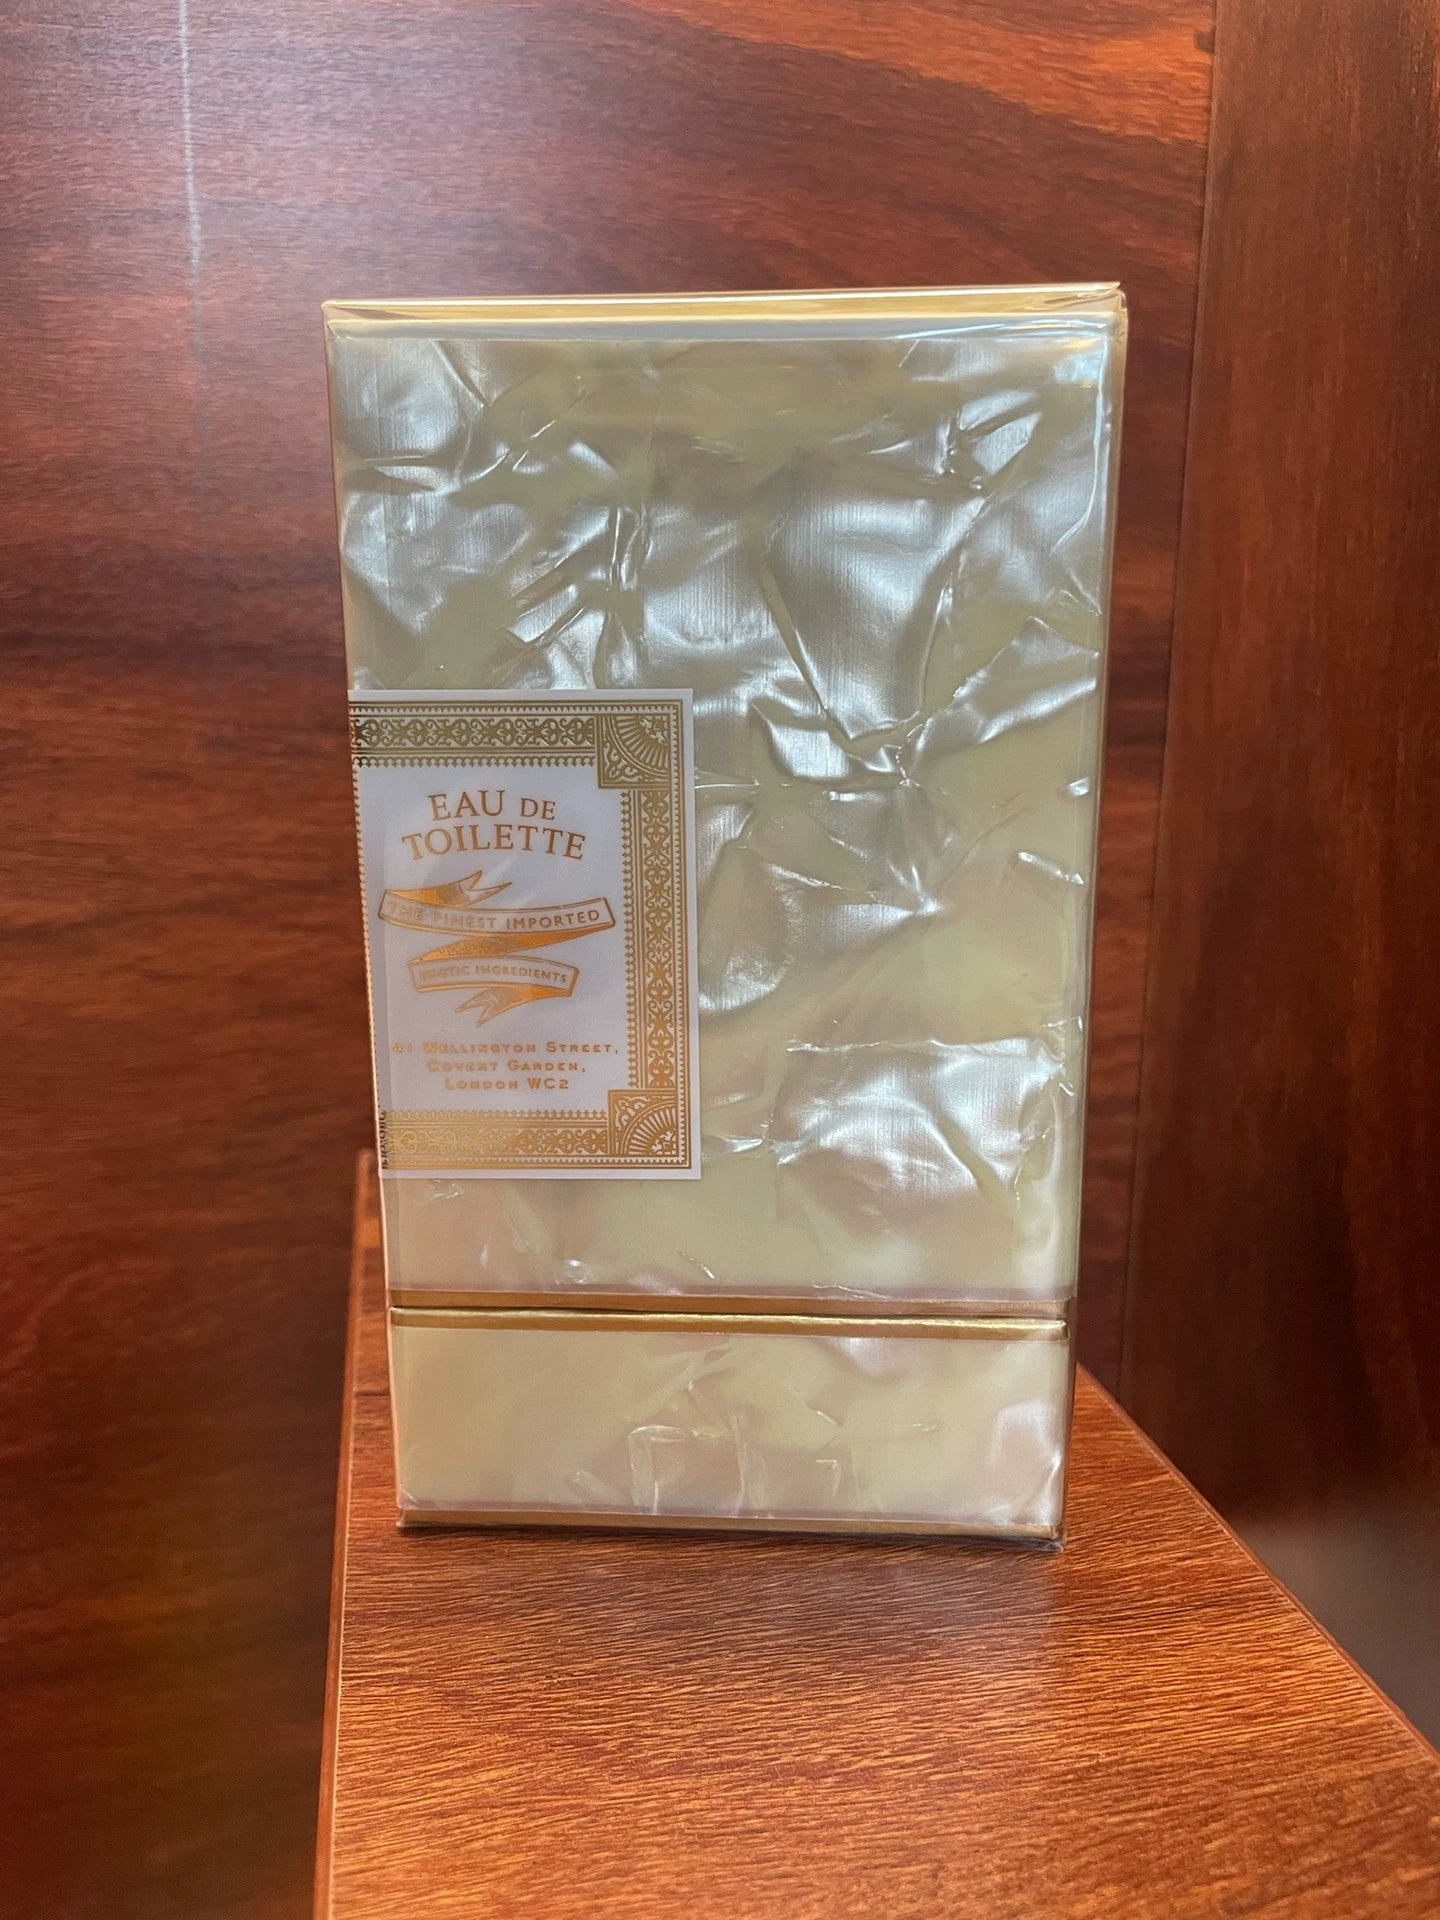 EAU DE
TOILETTE
THE FINEST IMPORTED
EXOTIC INGREDIENTS
41 WELLINGTON STREET,
COVENT GARDEN,
LONDON WC2